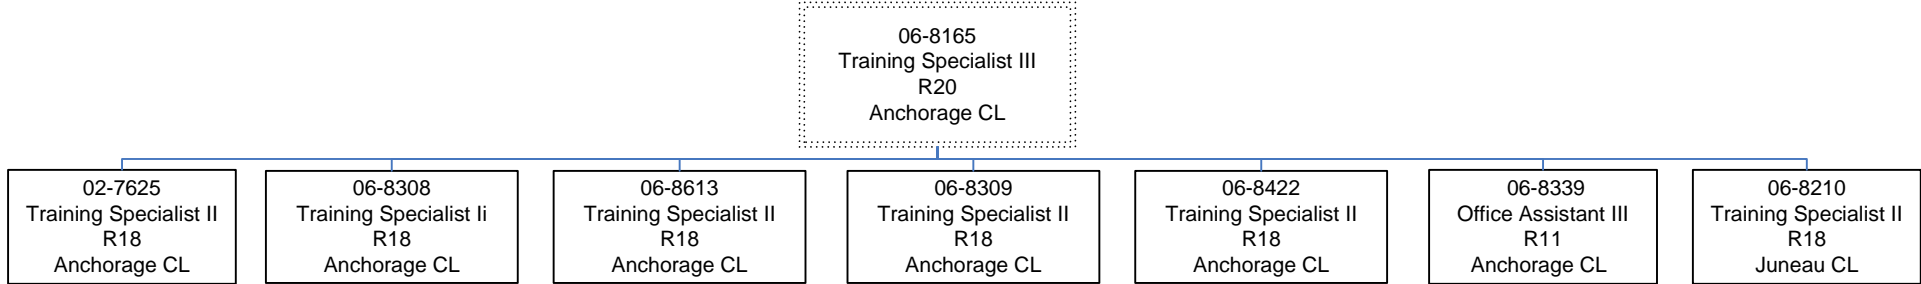 06-8165
Training Specialist III
R20
Anchorage CL
02-7625
Training Specialist II
R18
Anchorage CL
06-8308
Training Specialist Ii
R18
Anchorage CL
06-8613
Training Specialist II
R18
Anchorage CL
06-8309
Training Specialist II
R18
Anchorage CL
06-8422
Training Specialist II
R18
Anchorage CL
06-8339
Office Assistant III
R11
Anchorage CL
06-8210
Training Specialist II
R18
Juneau CL